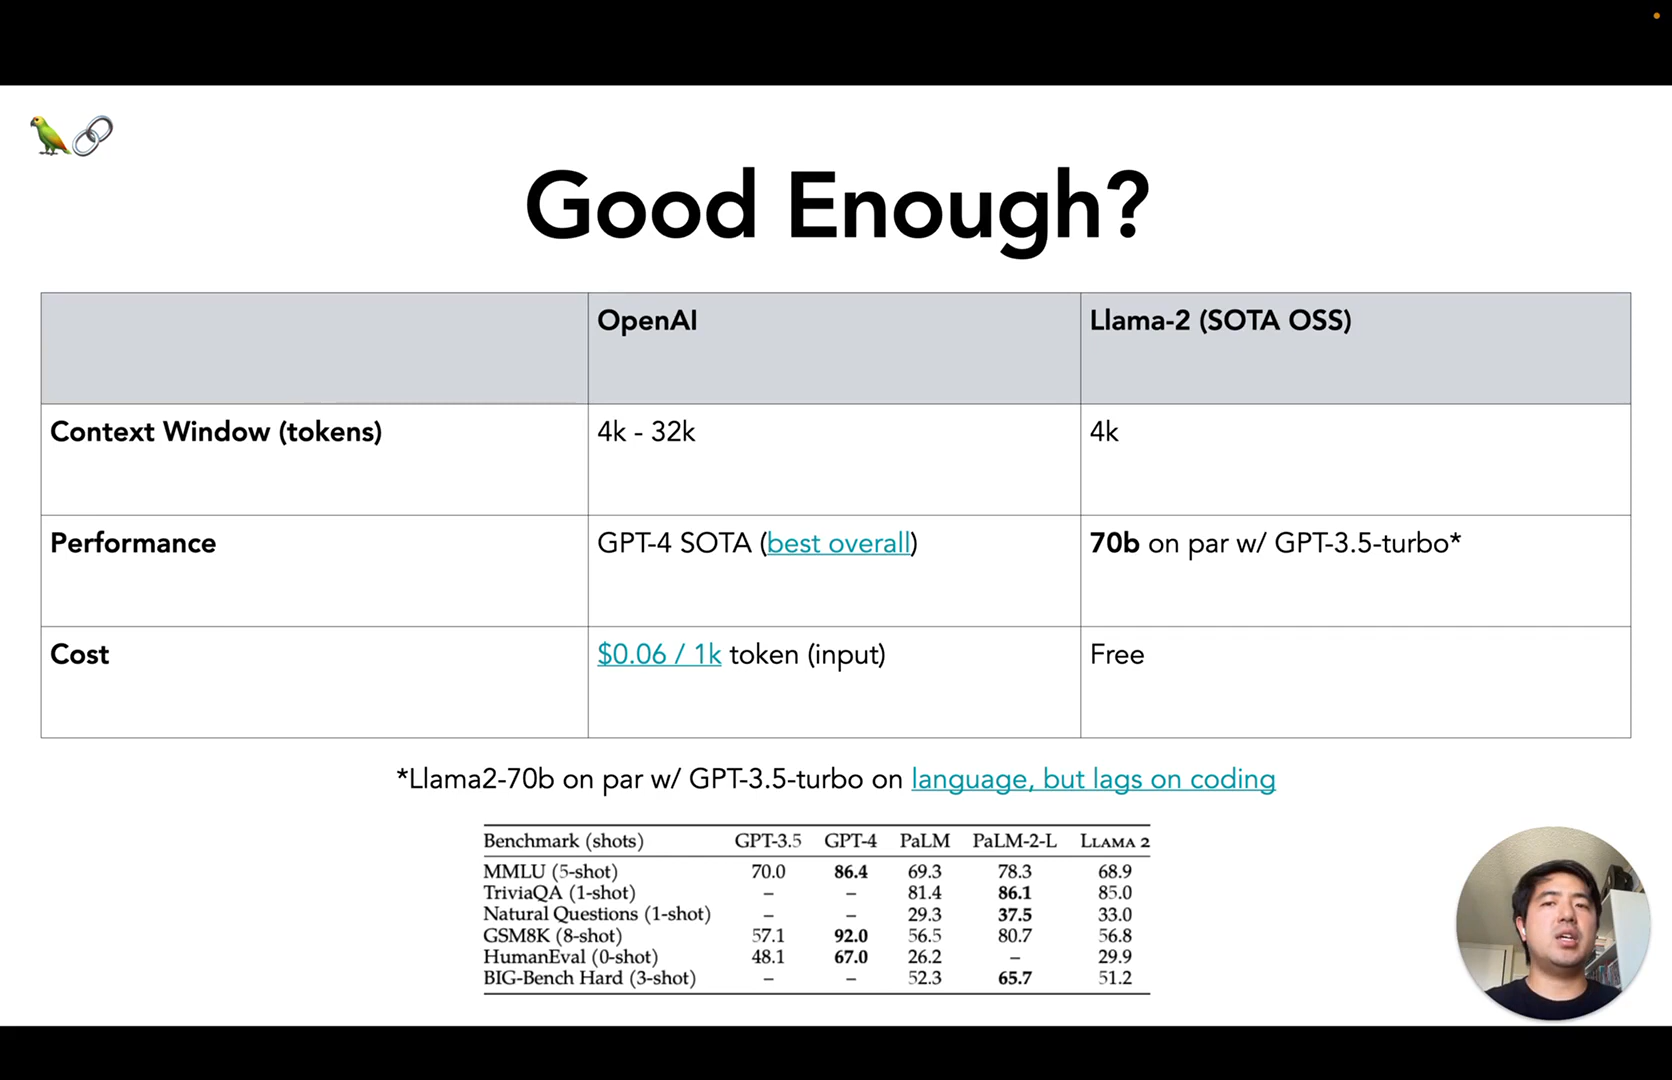 Good Enough?
OpenAI
Llama-2 (SOTA OSS)
Context Window (tokens)
4k - 32k
4k
Performance
GPT-4 SOTA (best overall)
70b on par w/ GPT-3.5-turbo*
Cost
$0.06 / 1k token (input)
Free
*Llama2-70b on par w/ GPT-3.5-turbo on language, but lags on coding
Benchmark (shots) GPT-3.5 GPT-4 PaLM PaLM-2-L LLAMA 2
MMLU (5-shot) 70.0 86.4 69.3 78.3 68.9
TriviaQA (1-shot) – – 81.4 86.1 85.0
Natural Questions (1-shot) – – 29.3 37.5 33.0
GSM8K (8-shot) 57.1 92.0 56.5 80.7 56.8
HumanEval (0-shot) 48.1 67.0 26.2 – 29.9
BIG-Bench Hard (3-shot) – – 52.3 65.7 51.2